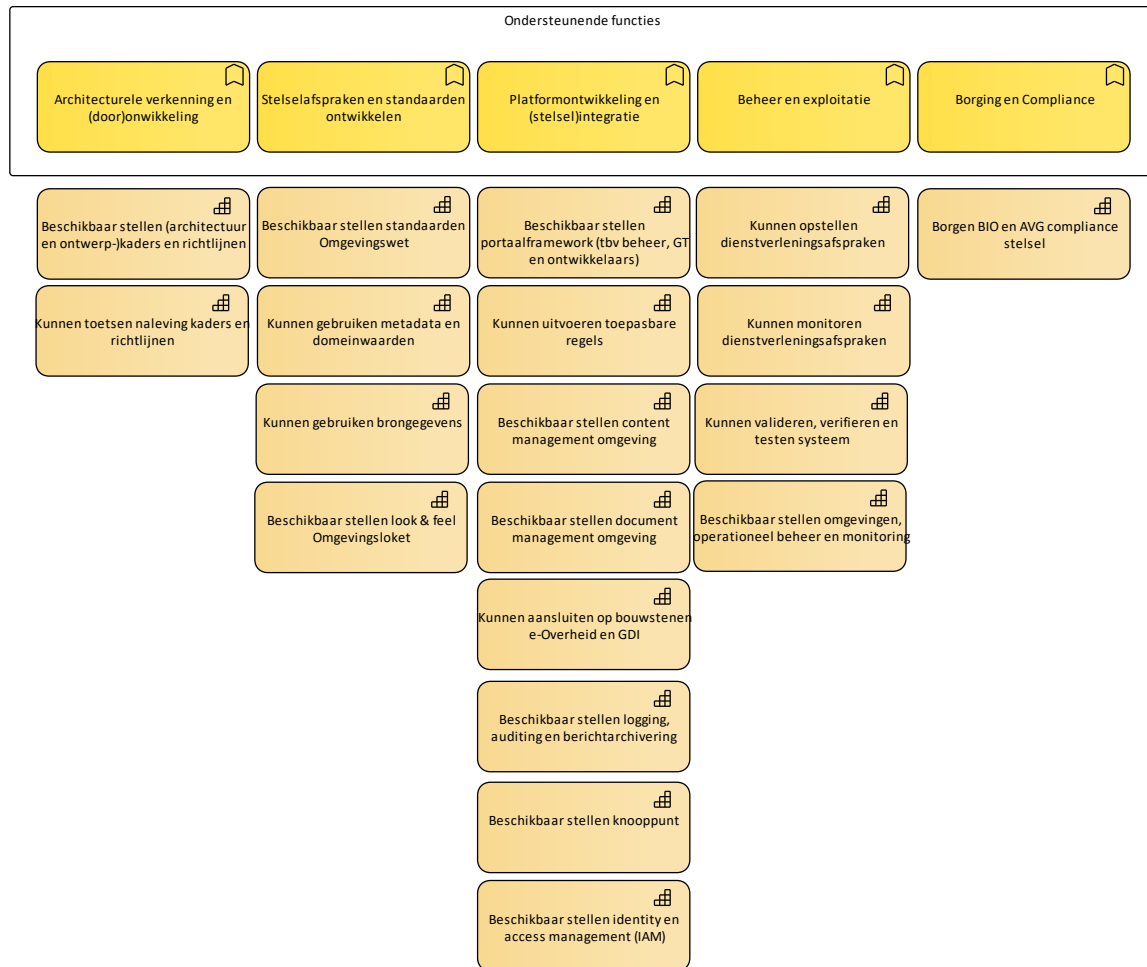 Ondersteunende functies
Architecturele verkenning en
(door)onwikkeling
Stelselafspraken en standaarden
ontwikkelen
Platformontwikkeling en
(stelsel)integratie
Beheer en exploitatie
Borging en Compliance
Beschikbaar stellen (architectuur
en ontwerp-)kaders en richtlijnen
Beschikbaar stellen standaarden
Omgevingswet
Beschikbaar stellen
portaalframework (tbv beheer, GT
en ontwikkelaars)
Kunnen opstellen
dienstverleningsafspraken
Borgen BIO en AVG compliance
stelsel
Kunnen toetsen naleving kaders en
richtlijnen
Kunnen gebruiken metadata en
domeinwaarden
Kunnen uitvoeren toepasbare
regels
Kunnen monitoren
dienstverleningsafspraken
Kunnen gebruiken brongegevens
Beschikbaar stellen content
management omgeving
Kunnen valideren, verifieren en
testen systeem
Beschikbaar stellen look & feel
Omgevingsloket
Beschikbaar stellen document
management omgeving
Beschikbaar stellen omgevingen,
operationeel beheer en monitoring
Kunnen aansluiten op bouwstenen
e-Overheid en GDI
Beschikbaar stellen logging,
auditing en berichtarchivering
Beschikbaar stellen knooppunt
Beschikbaar stellen identity en
access management (IAM)